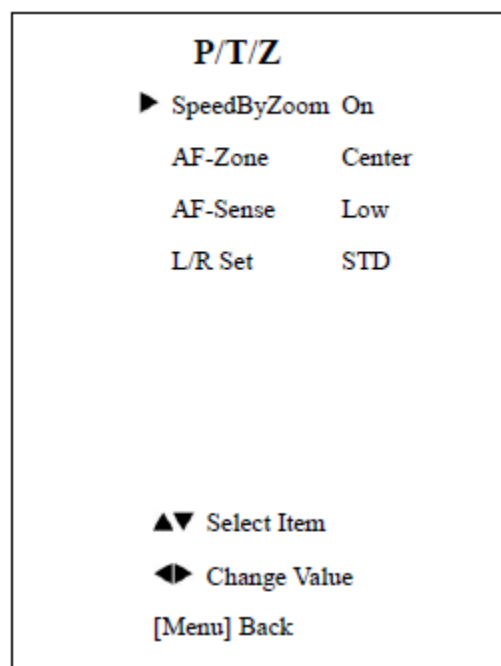 P/T/Z
▶ SpeedByZoom On
AF-Zone Center
AF-Sense Low
L/R Set STD
▲▼ Select Item
◀▶ Change Value
[Menu] Back